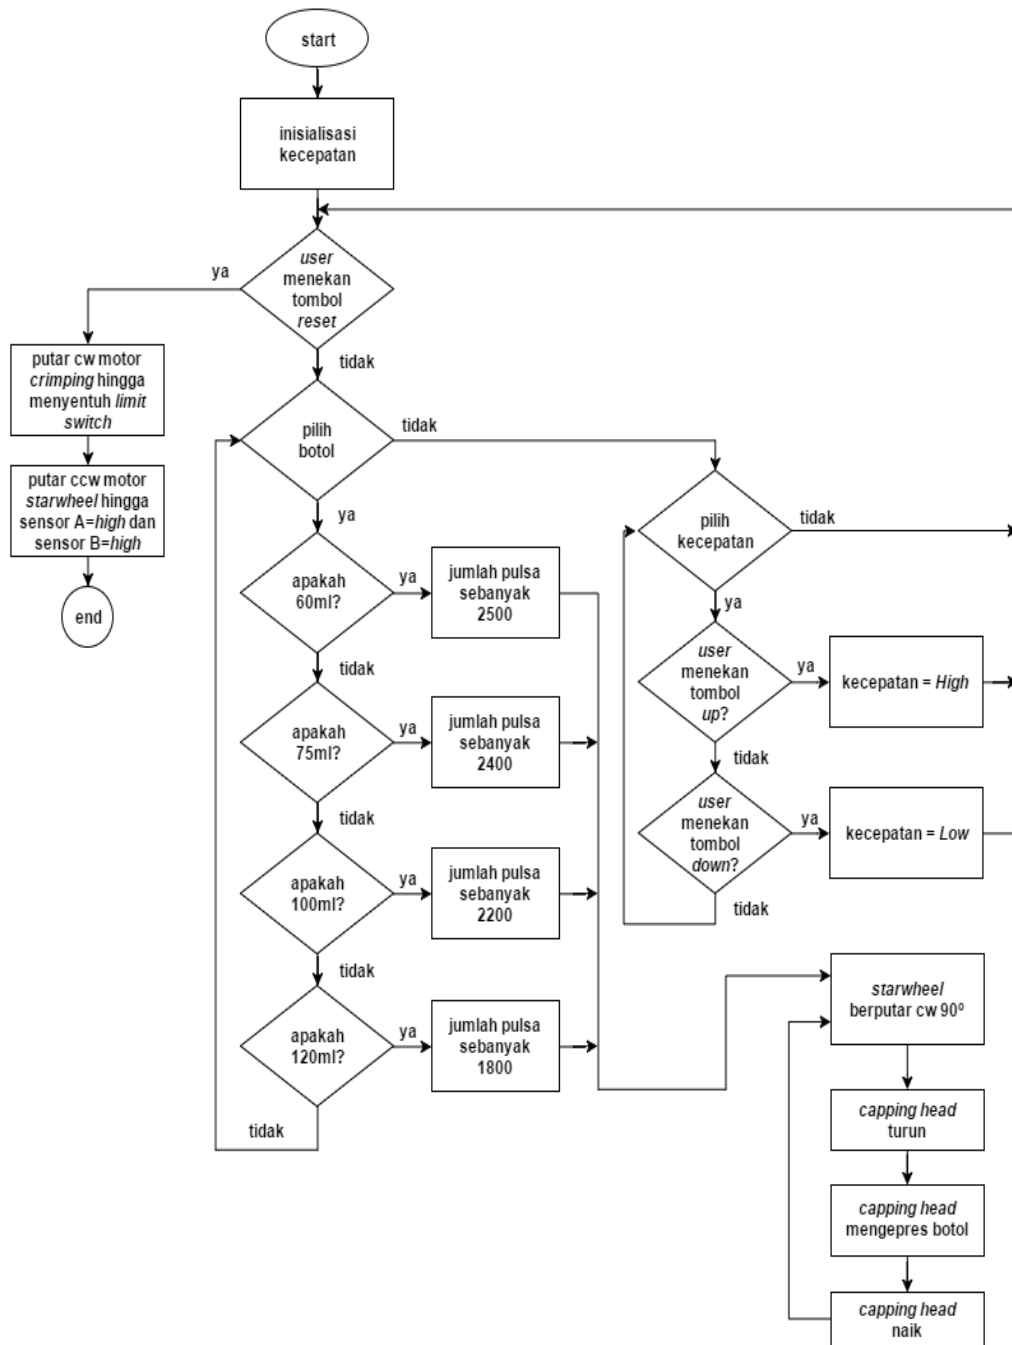 start
inisialisasi
kecepatan
user
menekan
tombol
reset
ya
tidak
putar cw motor
crimping hingga
menyentuh limit
switch
putar ccw motor
starwheel hingga
sensor A=high dan
sensor B=high
end
pilih
botol
tidak
ya
apakah
60ml?
ya
jumlah pulsa
sebanyak
2500
tidak
apakah
75ml?
ya
jumlah pulsa
sebanyak
2400
tidak
apakah
100ml?
ya
jumlah pulsa
sebanyak
2200
tidak
apakah
120ml?
ya
jumlah pulsa
sebanyak
1800
tidak
pilih
kecepatan
tidak
ya
user
menekan
tombol
up?
ya
kecepatan = High
tidak
user
menekan
tombol
down?
ya
kecepatan = Low
tidak
starwheel
berputar cw 90º
capping head
turun
capping head
mengepres botol
capping head
naik